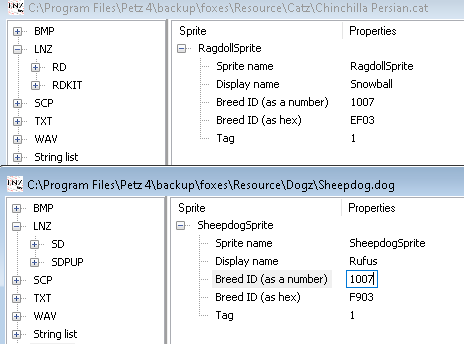 LNZ C:\Program Files\Petz 4\backup\foxes\Resource\Catz\Chinchilla Persian.cat
BMP
LNZ
RD
RDKIT
SCP
TXT
WAV
String list
Sprite Properties
RagdollSprite
Sprite name RagdollSprite
Display name Snowball
Breed ID (as a number) 1007
Breed ID (as hex) EF03
Tag 1
LNZ C:\Program Files\Petz 4\backup\foxes\Resource\Dogz\Sheepdog.dog
BMP
LNZ
SD
SDPUP
SCP
TXT
WAV
String list
Sprite Properties
SheepdogSprite
Sprite name SheepdogSprite
Display name Rufus
Breed ID (as a number) 1007
Breed ID (as hex) F903
Tag 1